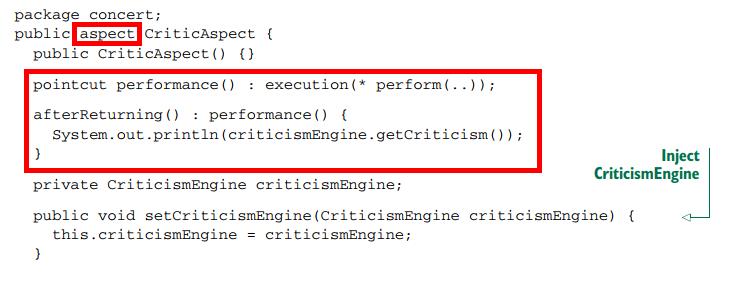 package concert;
public aspect CriticAspect {
public CriticAspect() {}
pointcut performance() : execution(* perform(..));
afterReturning() : performance() {
System.out.println(criticismEngine.getCriticism());
}
private CriticismEngine criticismEngine;
public void setCriticismEngine(CriticismEngine criticismEngine) {
this.criticismEngine = criticismEngine;
}
Inject
CriticismEngine